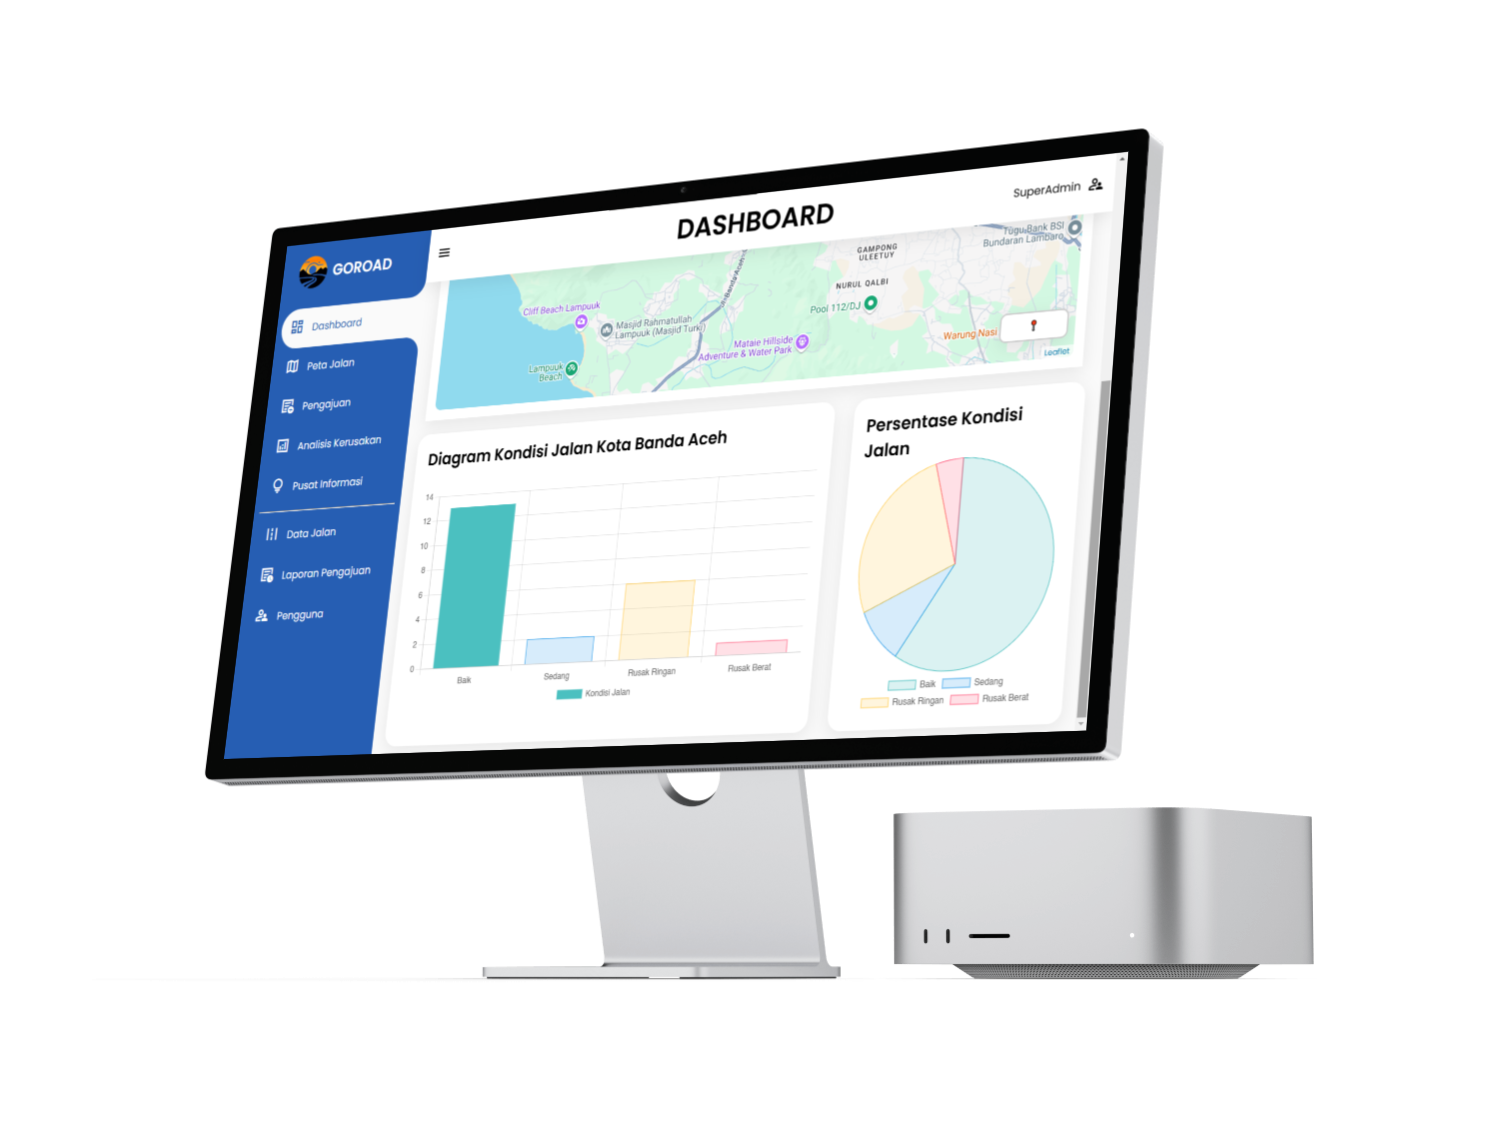 GOROAD
DASHBOARD
SuperAdmin
Dashboard
Peta Jalan
Pengajuan
Analisis Kerusakan
Pusat Informasi
Data Jalan
Laporan Pengajuan
Pengguna
Cliff Beach Lampuuk
Masjid Rahmatullah
Lampuuk (Masjid Turki)
Lampuuk
Beach
Banda Aceh
Mataie Hillside
Adventure & Water Park
GAMPONG
ULEETUY
NURUL QALBI
Pool 112/DJ
Tugu Bank BSI
Bundaran Lambaro
Warung Nasi
Leaflet
Diagram Kondisi Jalan Kota Banda Aceh
14
12
10
8
6
4
2
0
Baik
Sedang
Rusak Ringan
Rusak Berat
Kondisi Jalan
Persentase Kondisi
Jalan
Baik
Sedang
Rusak Ringan
Rusak Berat